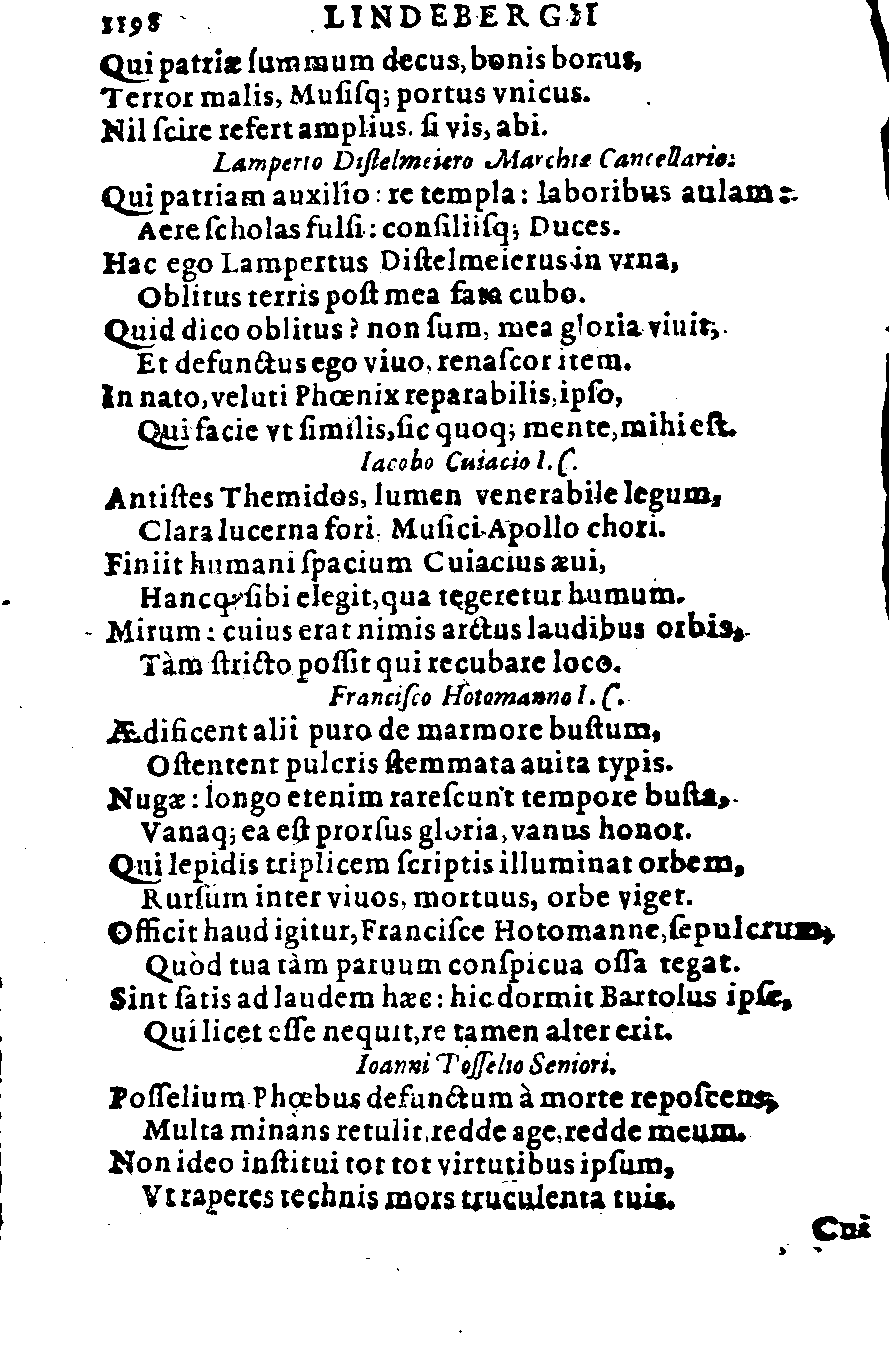 1198 LINDEBERGII
Qui patriæ ſummum decus, bonis bonus,
Terror malis, Muſiſq; portus vnicus.
Nil ſcire refert amplius. ſi vis, abi.
Lamperto Diſtelmeiero Marchiæ Cancellario:
Qui patriam auxilio: re templa: laboribus aulam:
Aere ſcholas fulſi: conſiliiſq; Duces.
Hac ego Lampertus Diſtelmeierus in vrna,
Oblitus terris poſt mea fata cubo.
Quid dico oblitus? non ſum, mea gloria viuit;
Et defunctus ego viuo, renaſcor item.
In nato, veluti Phœnix reparabilis, ipſo,
Qui facie vt ſimilis, ſic quoq; mente, mihi eſt.
Iacobo Cuiacio I. C.
Antiſtes Themidos, lumen venerabile legum,
Clara lucerna fori. Muſici Apollo chori.
Finiit humani ſpacium Cuiacius æui,
Hancq; ſibi elegit, qua tegeretur humum.
Mirum: cuius erat nimis arctus laudibus orbis,
Tàm ſtricto poſſit qui recubare loco.
Franciſco Hotomanno I. C.
Ædificent alii puro de marmore buſtum,
Oſtentent pulcris ſtemmata auita typis.
Nugæ: longo etenim rareſcunt tempore buſta,
Vanaq; ea eſt prorſus gloria, vanus honor.
Qui lepidis triplicem ſcriptis illuminat orbem,
Rurſùm inter viuos, mortuus, orbe viget.
Officit haud igitur, Franciſce Hotomanne, ſepulcrum,
Quòd tua tàm paruum conſpicua oſſa tegat.
Sint ſatis ad laudem hæc: hic dormit Bartolus ipſe,
Qui licet eſſe nequit, re tamen alter erit.
Ioanni Poſſelio Seniori.
Poſſelium Phœbus defunctum à morte repoſcens,
Multa minans retulit, redde age, redde meum.
Non ideo inſtitui tot tot virtutibus ipſum,
Vt raperes technis mors truculenta tuis.
Cui